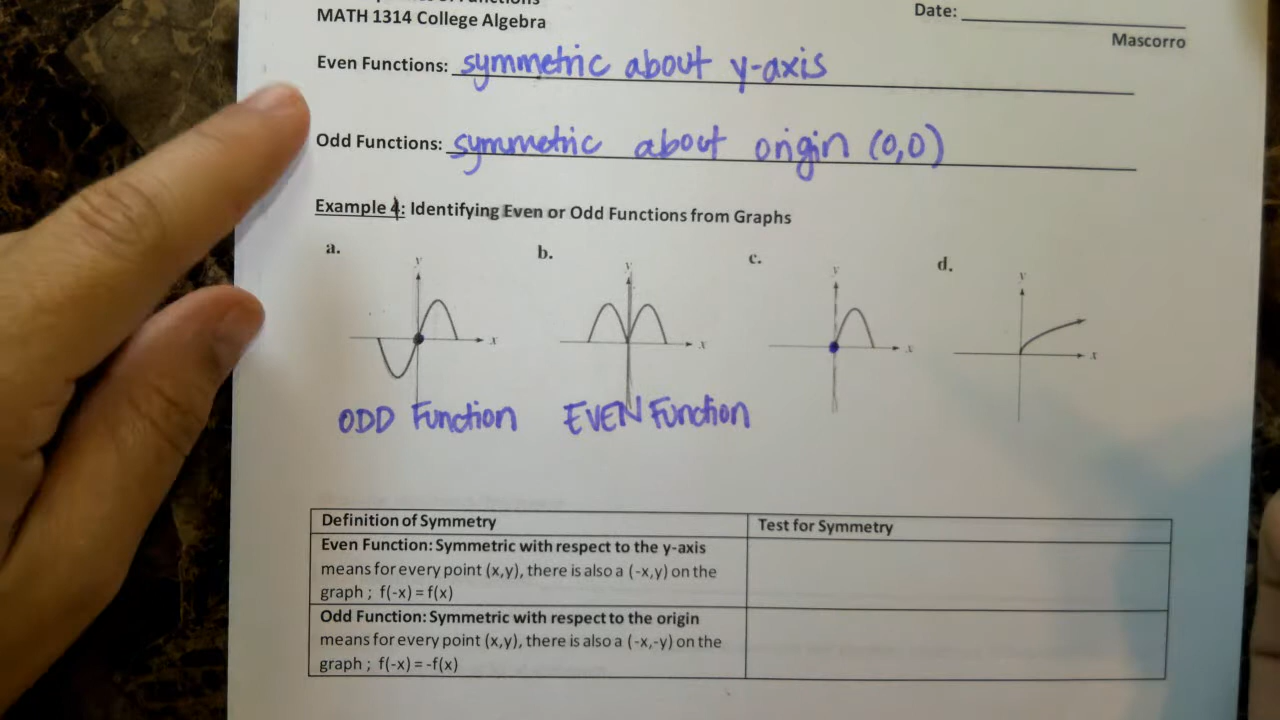 MATH 1314 College Algebra
Date:
Mascorro
Even Functions: symmetric about y-axis
Odd Functions: symmetric about origin (0,0)
Example 4: Identifying Even or Odd Functions from Graphs
a. b. c. d.
y y y y
x x x x
ODD Function EVEN Function
Definition of Symmetry Test for Symmetry
Even Function: Symmetric with respect to the y-axis
means for every point (x,y), there is also a (-x,y) on the
graph ; f(-x) = f(x)
Odd Function: Symmetric with respect to the origin
means for every point (x,y), there is also a (-x,-y) on the
graph ; f(-x) = -f(x)